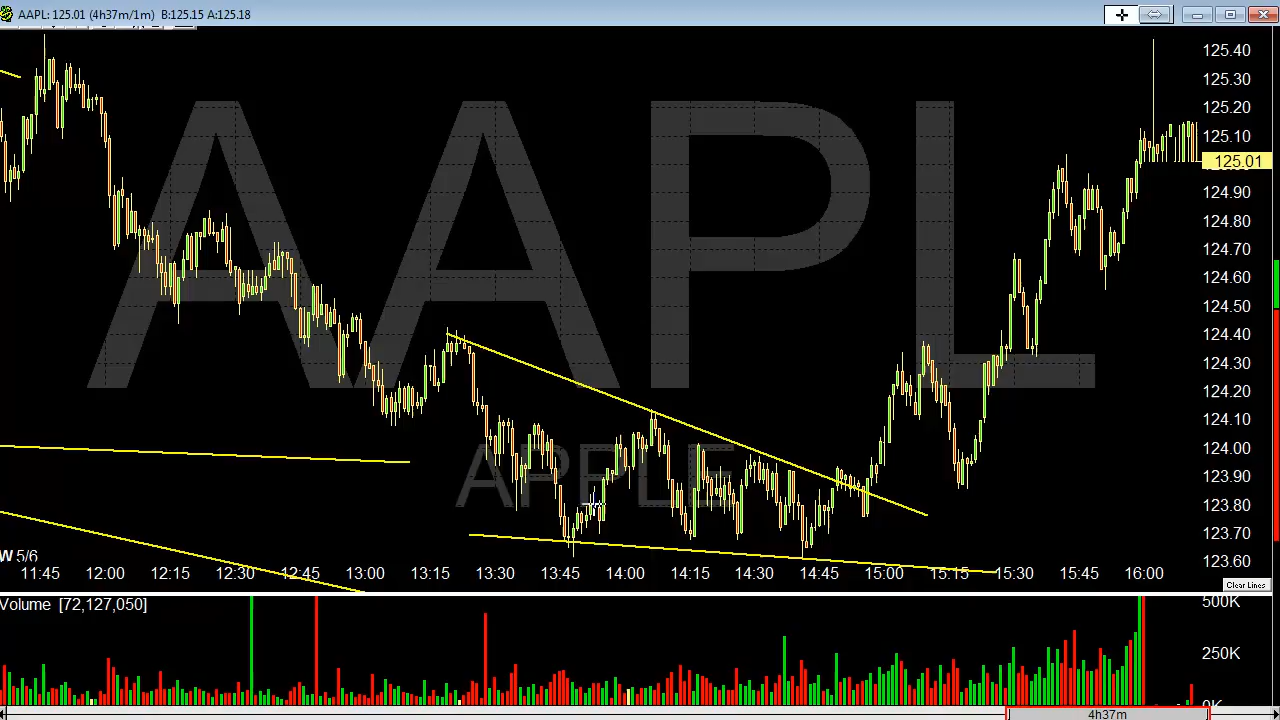 AAPL: 125.01 (4h37m/1m) B:125.15 A:125.18
AAPL
APPLE
125.40
125.30
125.20
125.10
125.01
124.90
124.80
124.70
124.60
124.50
124.40
124.30
124.20
124.10
124.00
123.90
123.80
123.70
123.60
W 5/6
11:45 12:00 12:15 12:30 12:45 13:00 13:15 13:30 13:45 14:00 14:15 14:30 14:45 15:00 15:15 15:30 15:45 16:00
Clear Lines
Volume [72,127,050]
500K
250K
0K
4h37m